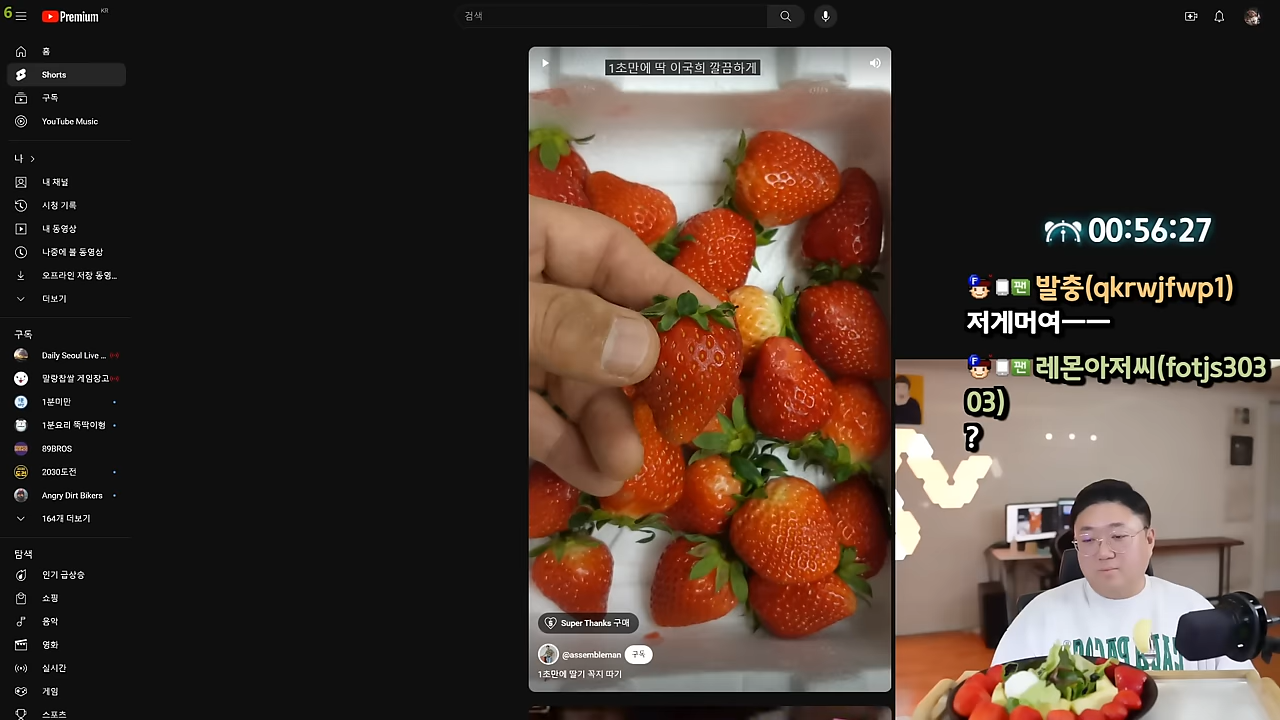 6
Premium KR
검색
홈
Shorts
구독
YouTube Music
나
내 채널
시청 기록
내 동영상
나중에 볼 동영상
오프라인 저장 동영...
더보기
구독
Daily Seoul Live ...
말랑찹쌀 게임창고
1분미만
1분요리 뚝딱이형
89BROS
2030도전
Angry Dirt Bikers
164개 더보기
탐색
인기 급상승
쇼핑
음악
영화
실시간
게임
스포츠
1초만에 딱 이국희 깔끔하게
Super Thanks 구매
@assembleman 구독
1초만에 딸기 꼭지 따기
00:56:27
팬 발충(qkrwjfwp1)
저게머여ㅡㅡ
팬 레몬아저씨(fotjs303
03)
?